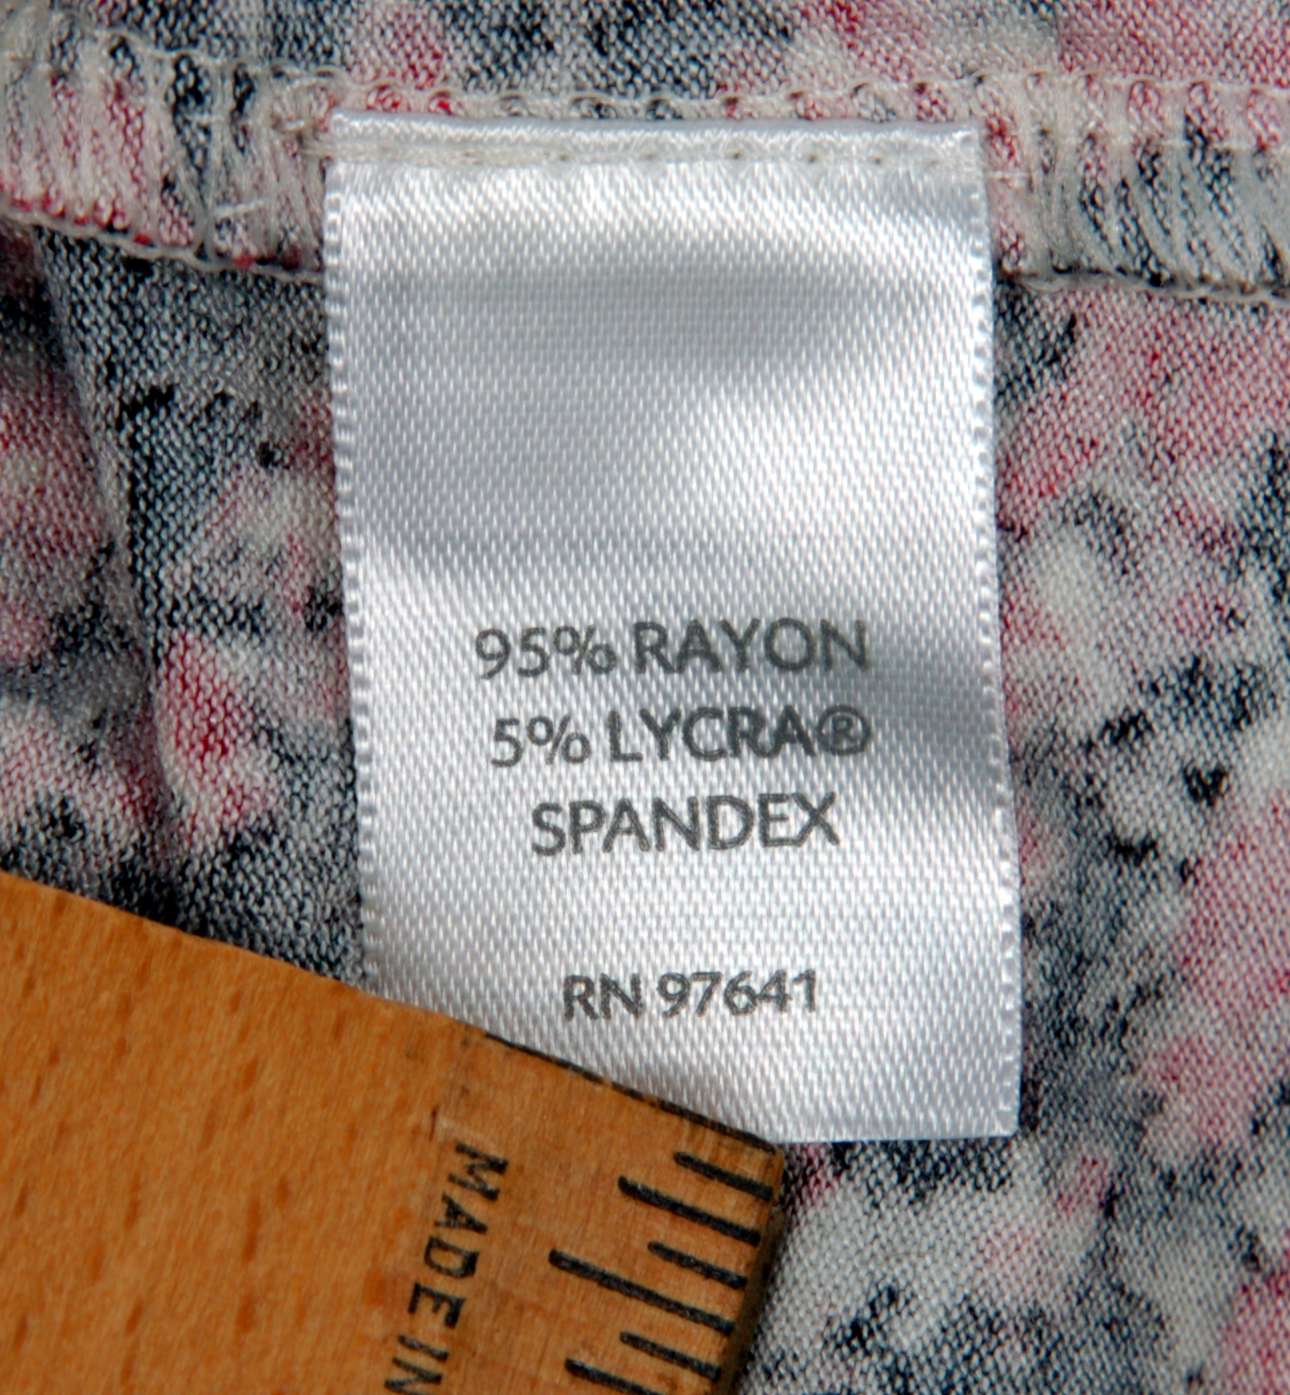 95% RAYON
5% LYCRA®
SPANDEX
RN 97641
MADE IN